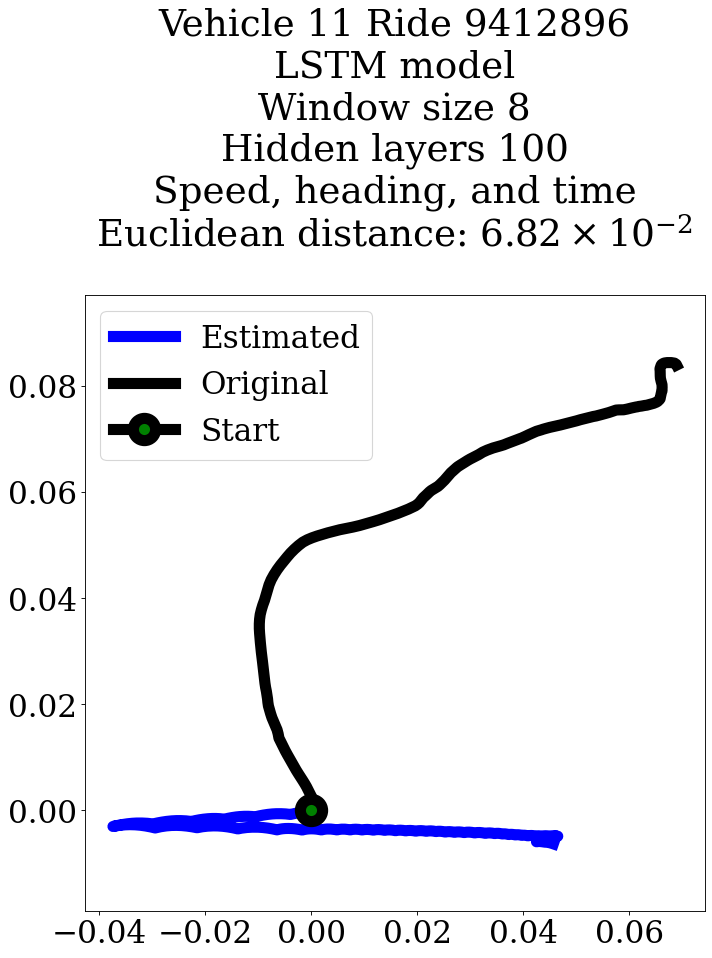 Vehicle 11 Ride 9412896
LSTM model
Window size 8
Hidden layers 100
Speed, heading, and time
Euclidean distance: 6.82 × 10⁻²
Estimated
Original
Start
0.08
0.06
0.04
0.02
0.00
−0.04 −0.02 0.00 0.02 0.04 0.06